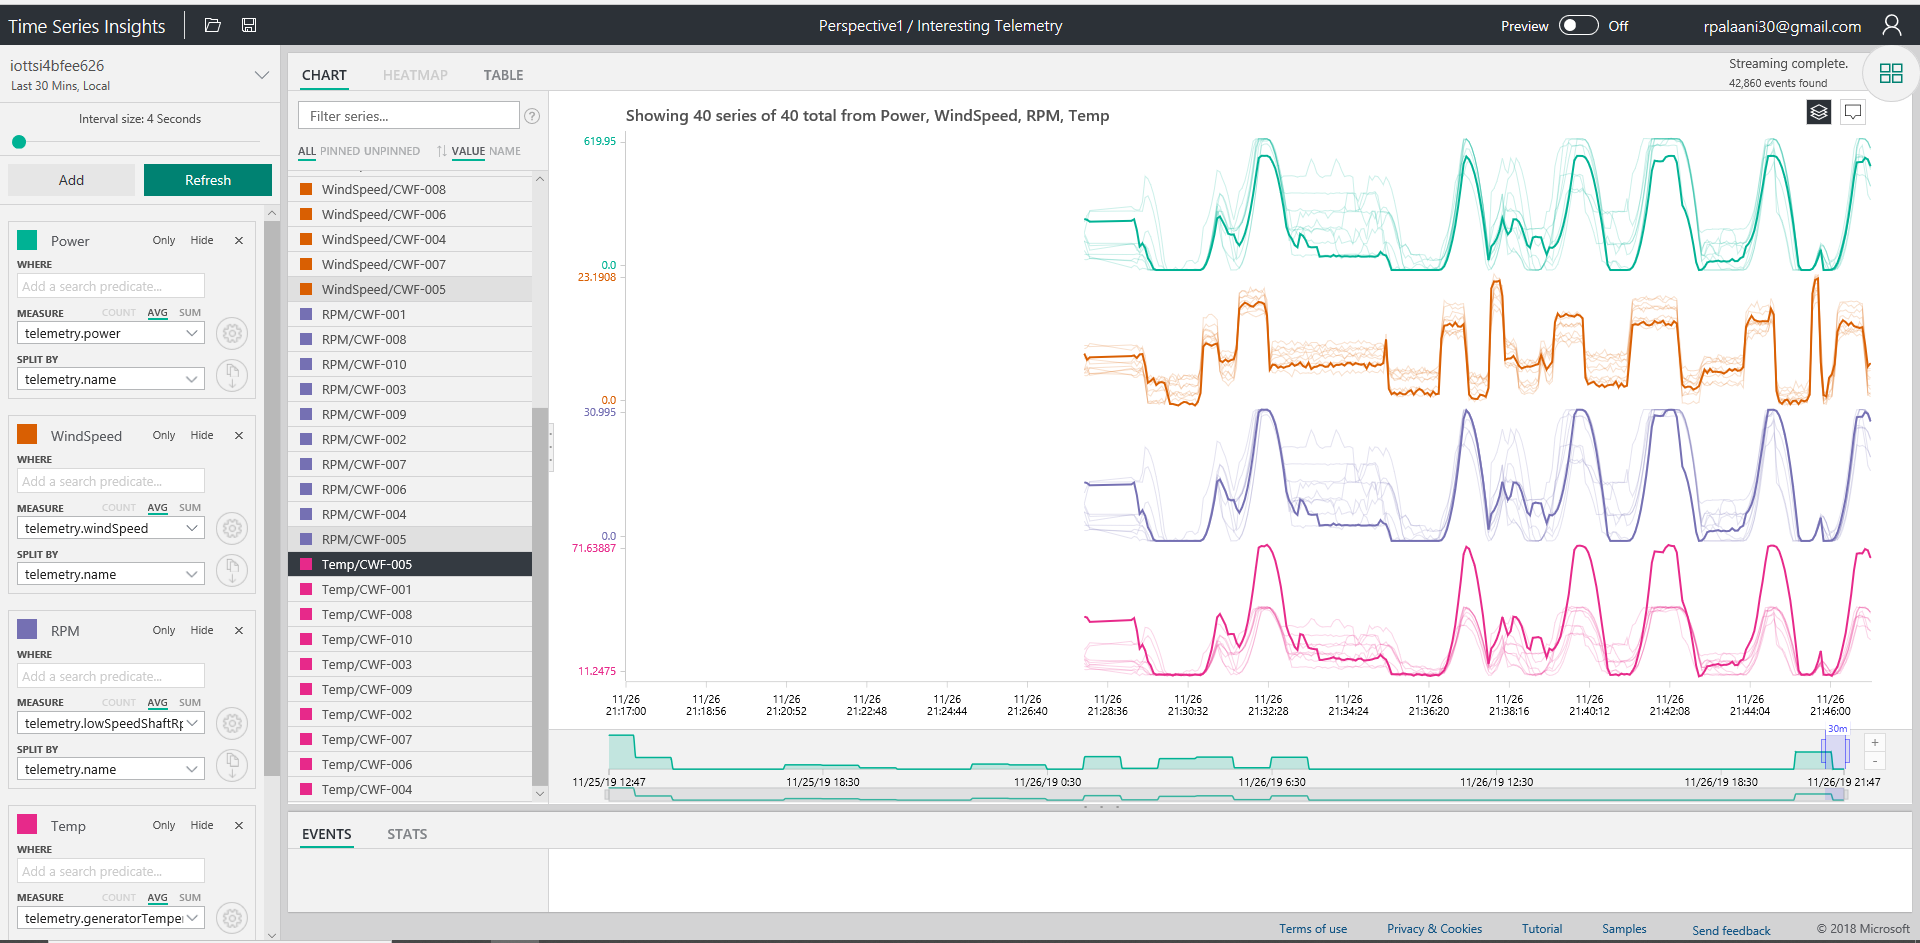 Time Series Insights
Perspective1 / Interesting Telemetry
Preview Off
rpalaani30@gmail.com
iottsi4bfee626
Last 30 Mins, Local
Interval size: 4 Seconds
Add Refresh
Power Only Hide ×
WHERE
Add a search predicate...
MEASURE COUNT AVG SUM
telemetry.power
SPLIT BY
telemetry.name
WindSpeed Only Hide ×
WHERE
Add a search predicate...
MEASURE COUNT AVG SUM
telemetry.windSpeed
SPLIT BY
telemetry.name
RPM Only Hide ×
WHERE
Add a search predicate...
MEASURE COUNT AVG SUM
telemetry.lowSpeedShaftRp
SPLIT BY
telemetry.name
Temp Only Hide ×
WHERE
Add a search predicate...
MEASURE COUNT AVG SUM
telemetry.generatorTemper
CHART HEATMAP TABLE
Streaming complete.
42,860 events found
Filter series... ?
ALL PINNED UNPINNED VALUE NAME
WindSpeed/CWF-008
WindSpeed/CWF-006
WindSpeed/CWF-004
WindSpeed/CWF-007
WindSpeed/CWF-005
RPM/CWF-001
RPM/CWF-008
RPM/CWF-010
RPM/CWF-003
RPM/CWF-009
RPM/CWF-002
RPM/CWF-007
RPM/CWF-006
RPM/CWF-004
RPM/CWF-005
Temp/CWF-005
Temp/CWF-001
Temp/CWF-008
Temp/CWF-010
Temp/CWF-003
Temp/CWF-009
Temp/CWF-002
Temp/CWF-007
Temp/CWF-006
Temp/CWF-004
Showing 40 series of 40 total from Power, WindSpeed, RPM, Temp
619.95
0.0
23.1908
0.0
30.995
0.0
71.63887
11.2475
11/26 11/26 11/26 11/26 11/26 11/26 11/26 11/26 11/26 11/26 11/26 11/26 11/26 11/26 11/26 11/26
21:17:00 21:18:56 21:20:52 21:22:48 21:24:44 21:26:40 21:28:36 21:30:32 21:32:28 21:34:24 21:36:20 21:38:16 21:40:12 21:42:08 21:44:04 21:46:00
30m
+
-
11/25/19 12:47 11/25/19 18:30 11/26/19 0:30 11/26/19 6:30 11/26/19 12:30 11/26/19 18:30 11/26/19 21:47
EVENTS STATS
Terms of use Privacy & Cookies Tutorial Samples Send feedback © 2018 Microsoft